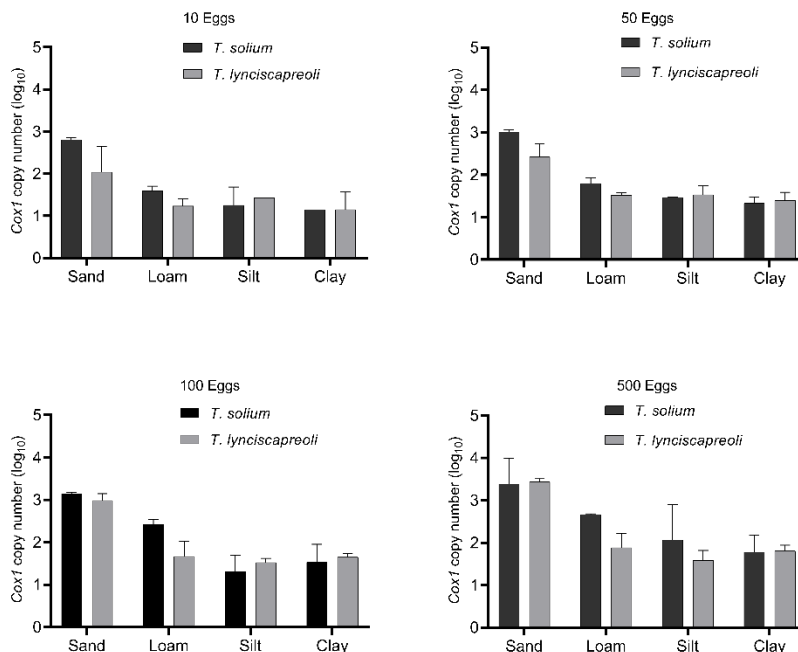 10 Eggs
T. solium
T. lynciscapreoli
Cox1 copy number (log10)
5
4
3
2
1
0
Sand Loam Silt Clay
50 Eggs
T. solium
T. lynciscapreoli
Cox1 copy number (log10)
5
4
3
2
1
0
Sand Loam Silt Clay
100 Eggs
T. solium
T. lynciscapreoli
Cox1 copy number (log10)
5
4
3
2
1
0
Sand Loam Silt Clay
500 Eggs
T. solium
T. lynciscapreoli
Cox1 copy number (log10)
5
4
3
2
1
0
Sand Loam Silt Clay